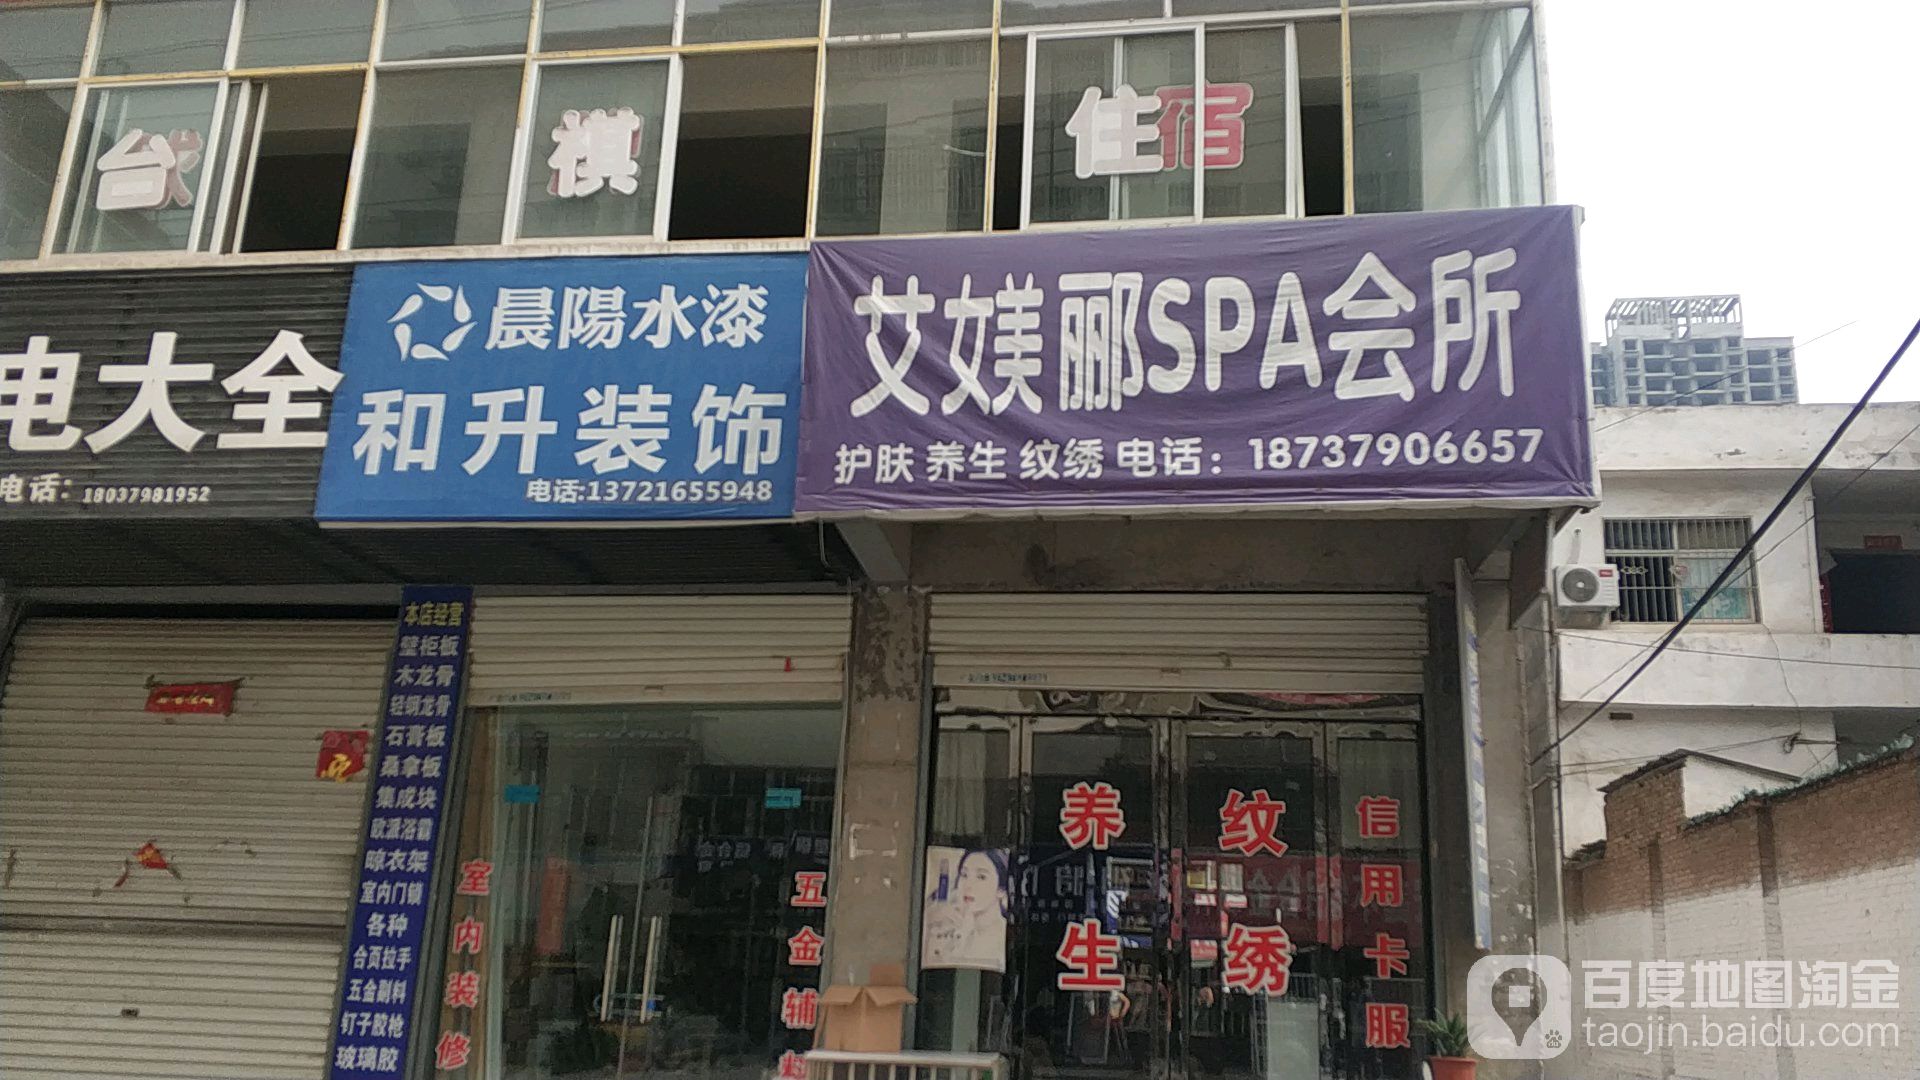 台
棋
住宿
电大全
电话：18037981952
晨陽水漆
和升装饰
电话:13721655948
艾媄郦SPA会所
护肤 养生 纹绣 电话：18737906657
本店经营
壁柜板
木龙骨
轻钢龙骨
石膏板
桑拿板
集成块
欧派浴霸
晾衣架
室内门锁
各种
合页拉手
五金副料
钉子胶枪
玻璃胶
室内装修
五金辅
养生
纹绣
信用卡服
百度地图淘金
taojin.baidu.com